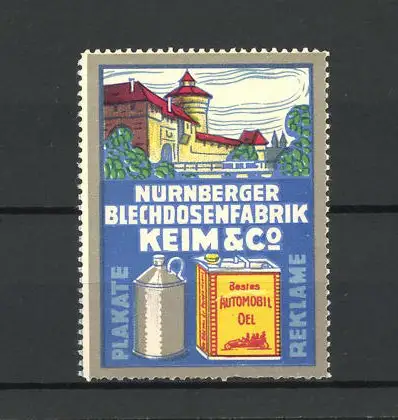 NÜRNBERGER
BLECHDOSENFABRIK
KEIM & CO
PLAKATE
Bestes
AUTOMOBIL
OEL
REKLAME